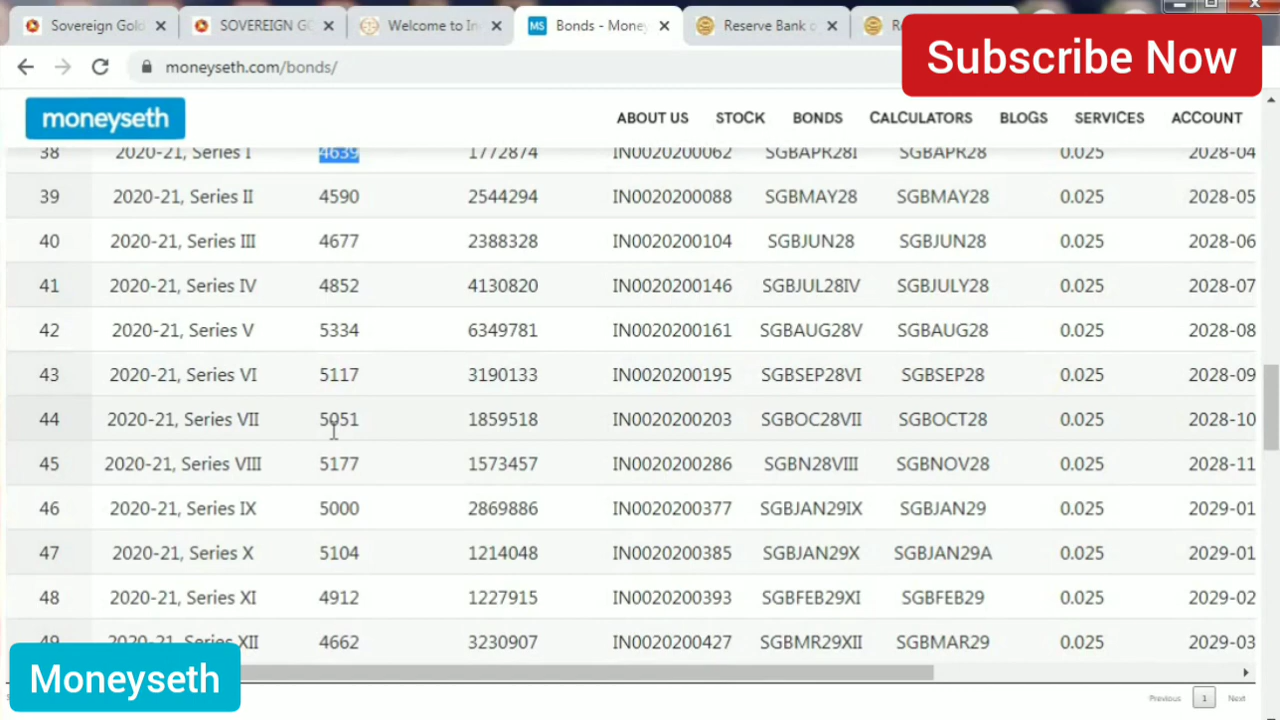 Sovereign Gold
SOVEREIGN GO
Welcome to In
Bonds - Money
Reserve Bank o
Subscribe Now
moneyseth.com/bonds/
moneyseth
ABOUT US STOCK BONDS CALCULATORS BLOGS SERVICES ACCOUNT
38 2020-21, Series I 4639 1772874 IN0020200062 SGBAPR28I SGBAPR28 0.025 2028-04
39 2020-21, Series II 4590 2544294 IN0020200088 SGBMAY28 SGBMAY28 0.025 2028-05
40 2020-21, Series III 4677 2388328 IN0020200104 SGBJUN28 SGBJUN28 0.025 2028-06
41 2020-21, Series IV 4852 4130820 IN0020200146 SGBJUL28IV SGBJULY28 0.025 2028-07
42 2020-21, Series V 5334 6349781 IN0020200161 SGBAUG28V SGBAUG28 0.025 2028-08
43 2020-21, Series VI 5117 3190133 IN0020200195 SGBSEP28VI SGBSEP28 0.025 2028-09
44 2020-21, Series VII 5051 1859518 IN0020200203 SGBOC28VII SGBOCT28 0.025 2028-10
45 2020-21, Series VIII 5177 1573457 IN0020200286 SGBN28VIII SGBNOV28 0.025 2028-11
46 2020-21, Series IX 5000 2869886 IN0020200377 SGBJAN29IX SGBJAN29 0.025 2029-01
47 2020-21, Series X 5104 1214048 IN0020200385 SGBJAN29X SGBJAN29A 0.025 2029-01
48 2020-21, Series XI 4912 1227915 IN0020200393 SGBFEB29XI SGBFEB29 0.025 2029-02
49 2020-21, Series XII 4662 3230907 IN0020200427 SGBMR29XII SGBMAR29 0.025 2029-03
Moneyseth
Previous 1 Next